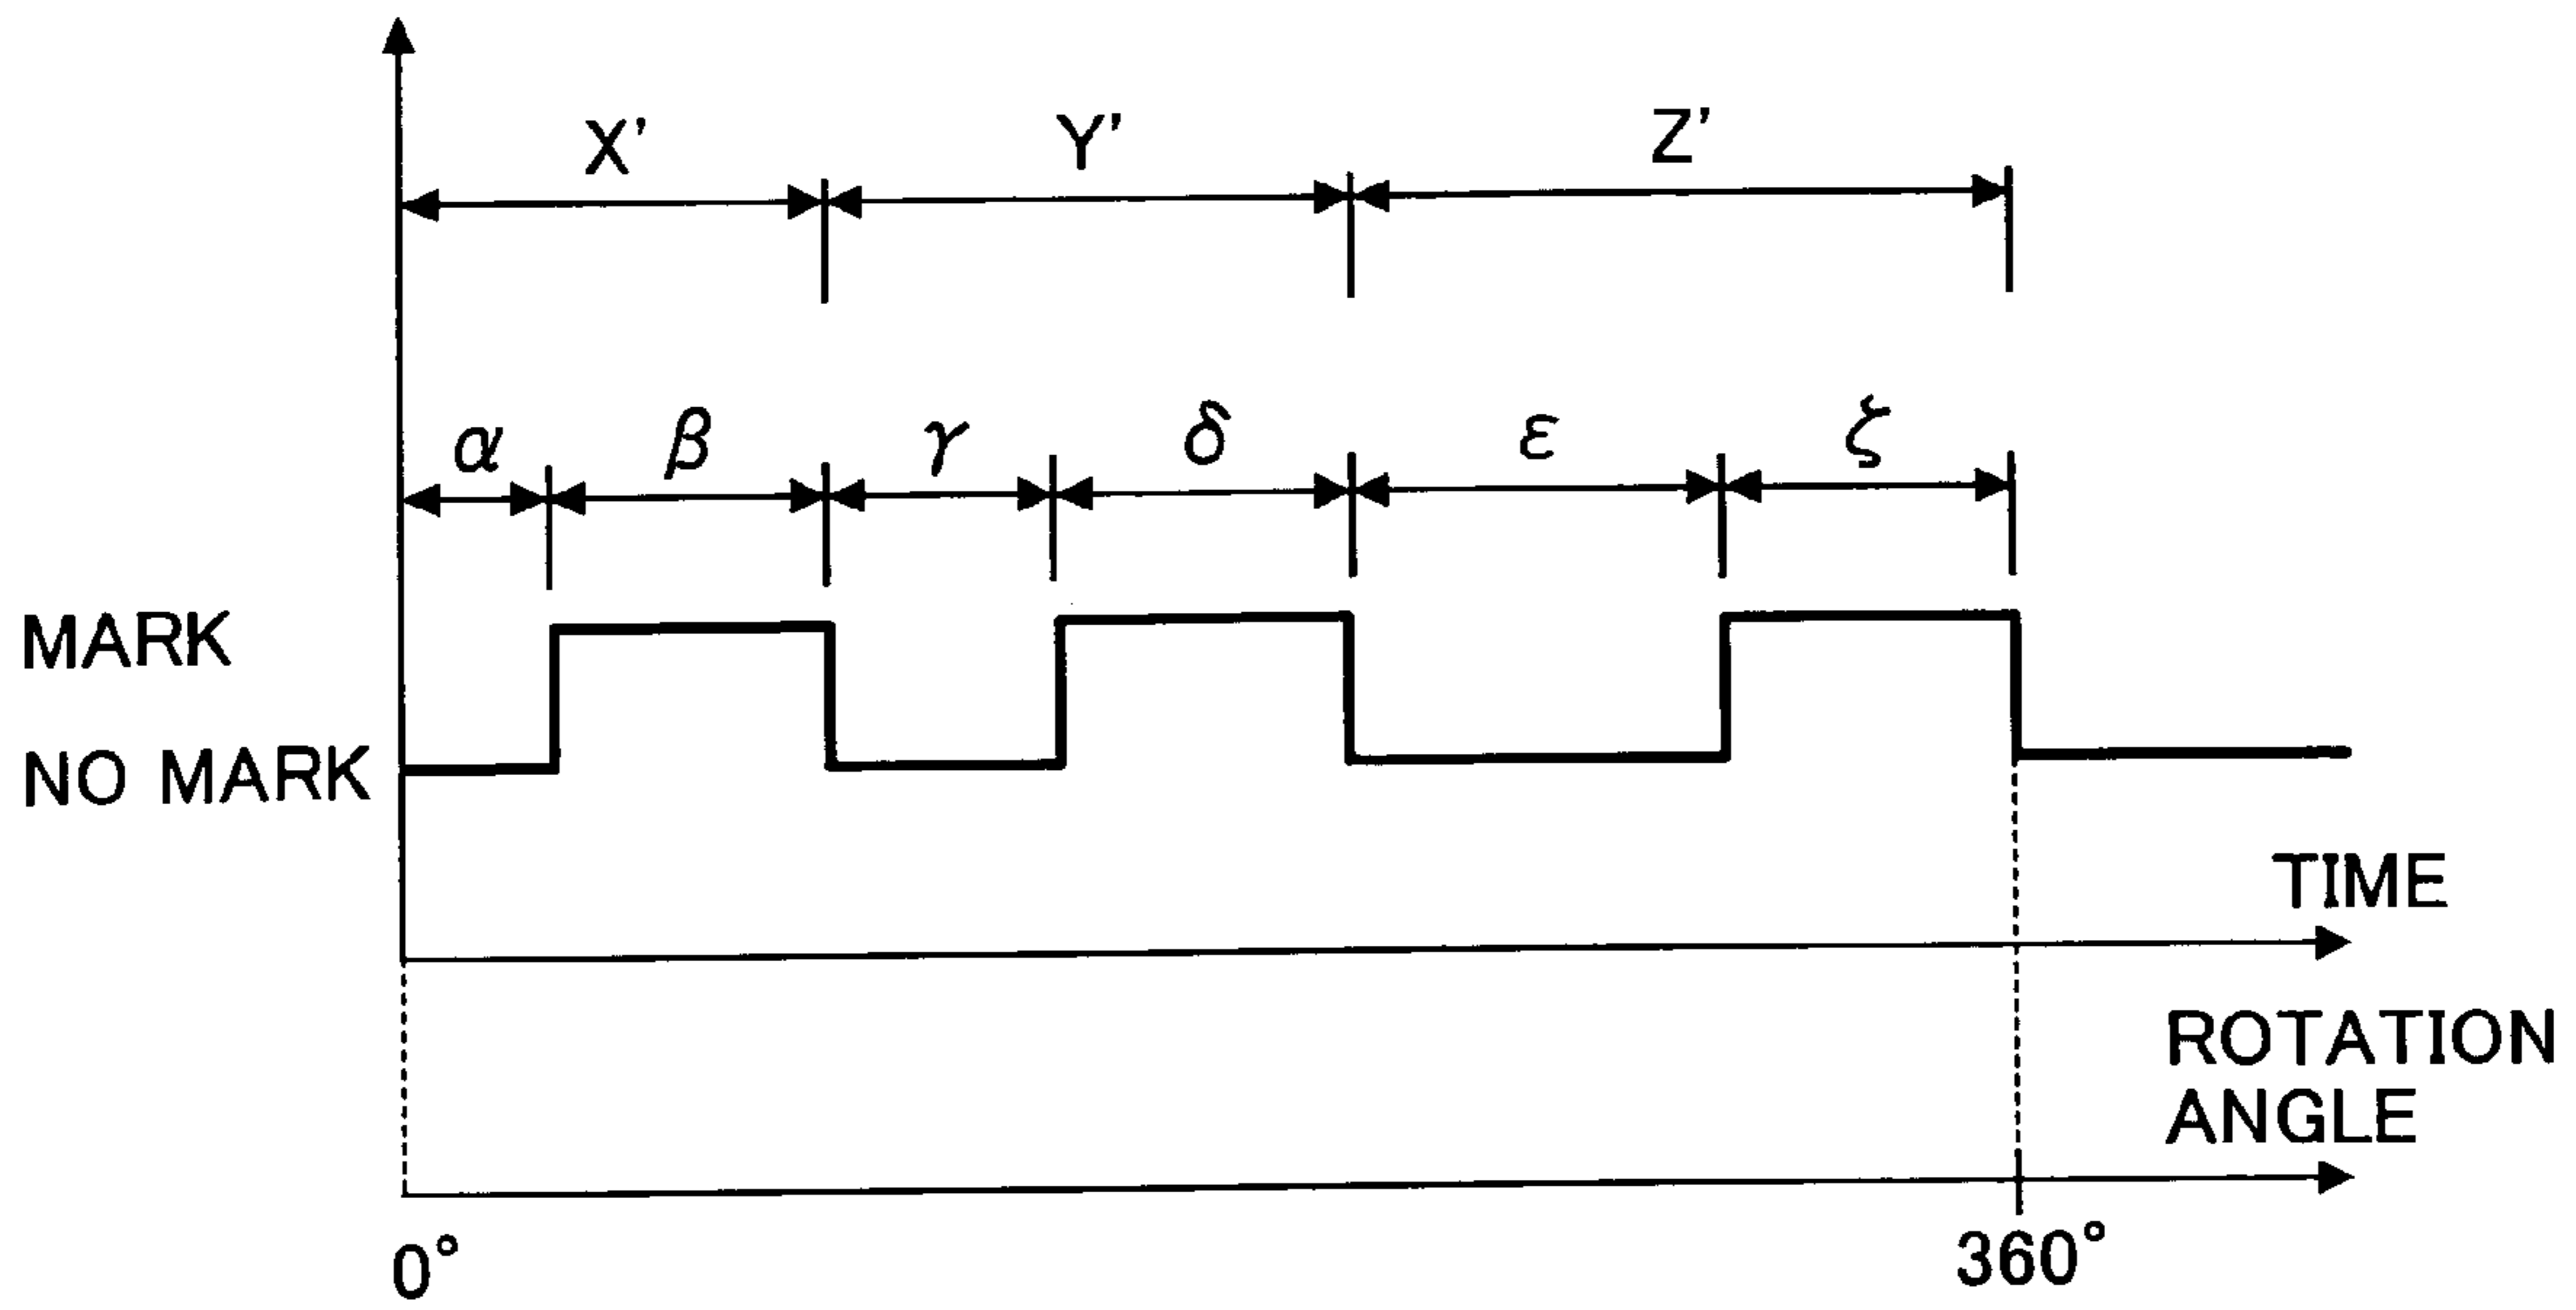 X' Y' Z'
α β γ δ ε ζ
MARK
NO MARK
TIME
ROTATION
ANGLE
0° 360°